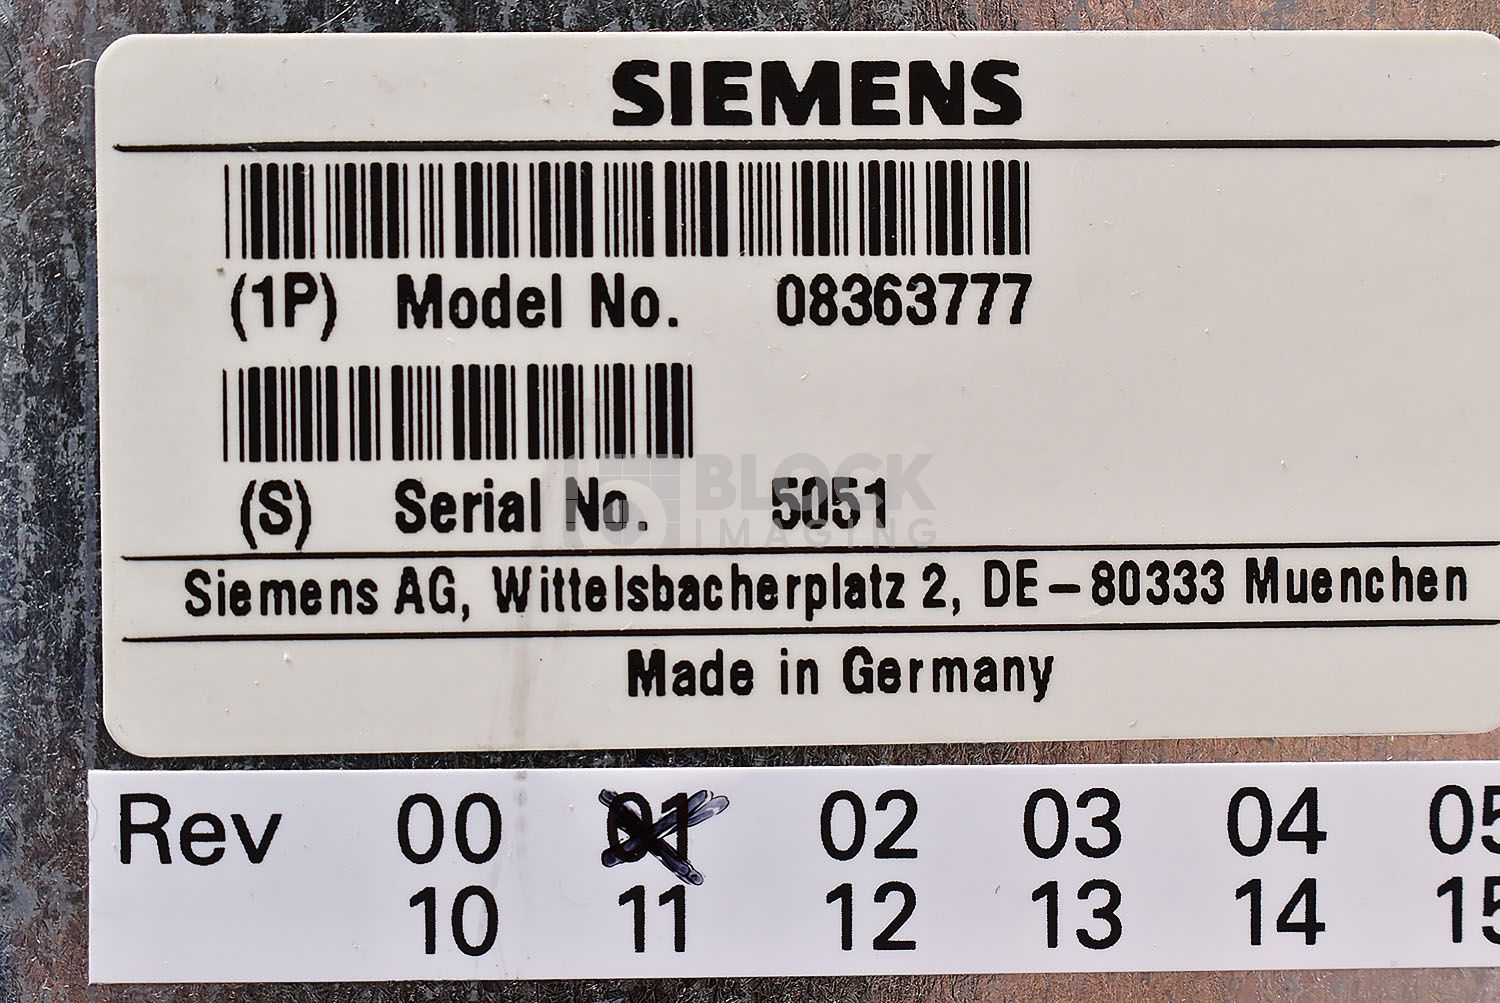 SIEMENS
(1P) Model No. 08363777
(S) Serial No. 5051
BLOCK
IMAGING
Siemens AG, Wittelsbacherplatz 2, DE-80333 Muenchen
Made in Germany
Rev 00 01 02 03 04 05
10 11 12 13 14 15